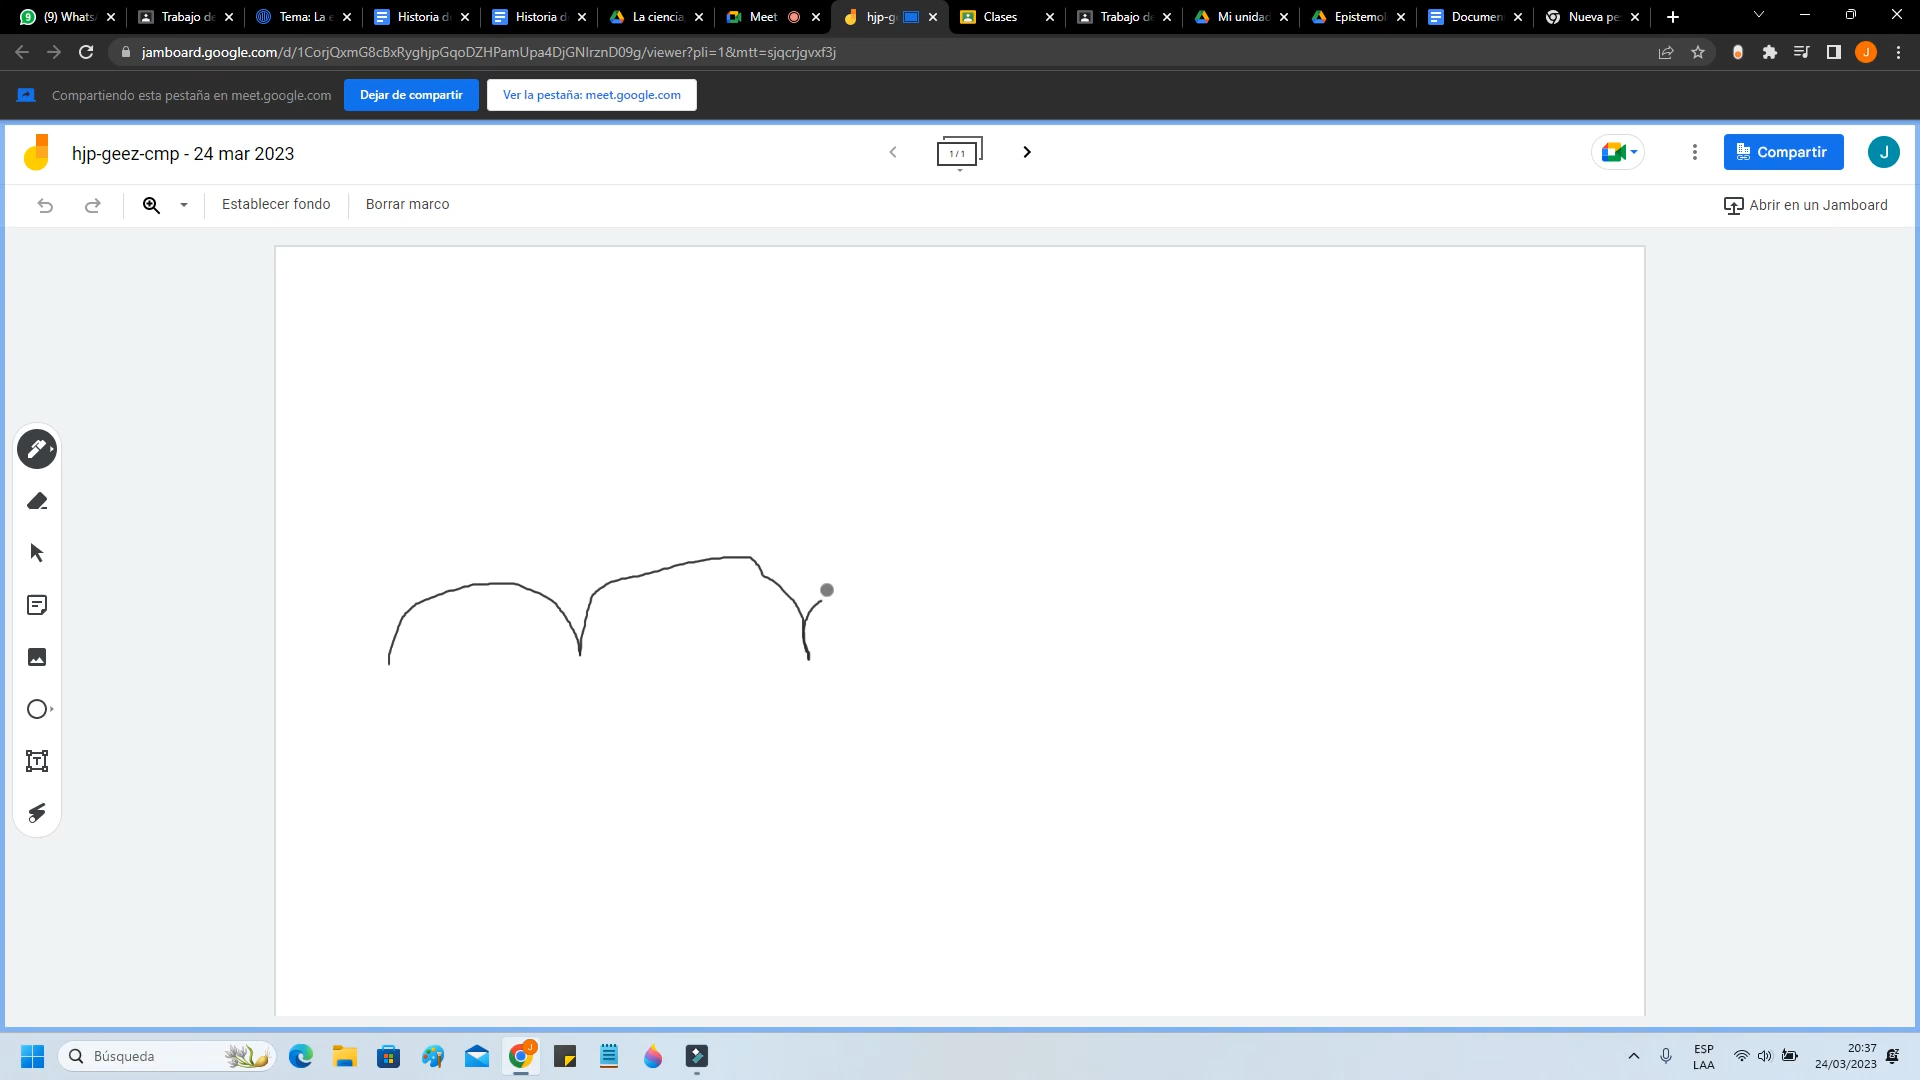 (9) Whats Trabajo de Tema: La e Historia d Historia d La ciencia Meet hjp-g Clases Trabajo de Mi unidad Epistemol Documen Nueva pe
jamboard.google.com/d/1CorjQxmG8cBxRyghjpGqoDZHPamUpa4DjGNIrznD09g/viewer?pli=1&mtt=sjqcrjgvxf3j J
Compartiendo esta pestaña en meet.google.com Dejar de compartir Ver la pestaña: meet.google.com
hjp-geez-cmp - 24 mar 2023 1/1 Compartir J
Establecer fondo Borrar marco Abrir en un Jamboard
Búsqueda ESP LAA 20:37 24/03/2023